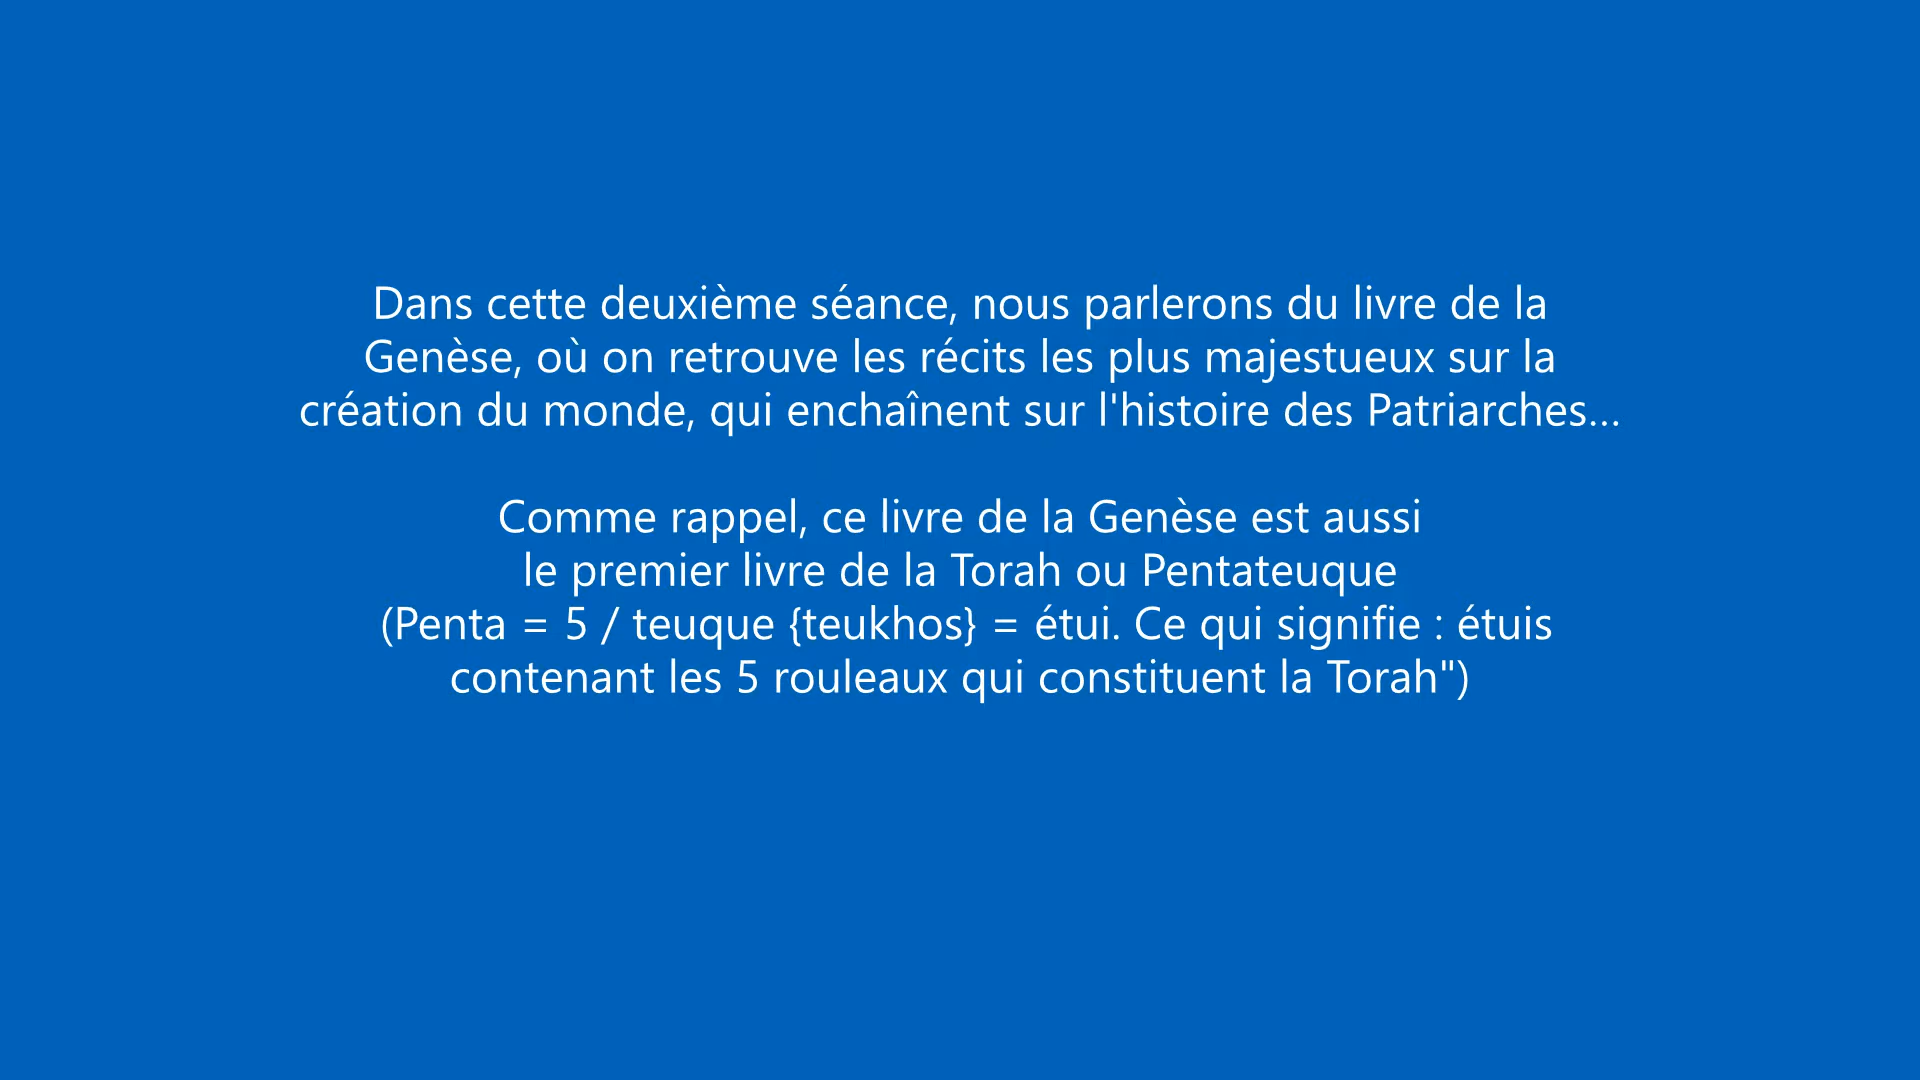 Dans cette deuxième séance, nous parlerons du livre de la
Genèse, où on retrouve les récits les plus majestueux sur la
création du monde, qui enchaînent sur l'histoire des Patriarches...
Comme rappel, ce livre de la Genèse est aussi
le premier livre de la Torah ou Pentateuque
(Penta = 5 / teuque {teukhos} = étui. Ce qui signifie : étuis
contenant les 5 rouleaux qui constituent la Torah")